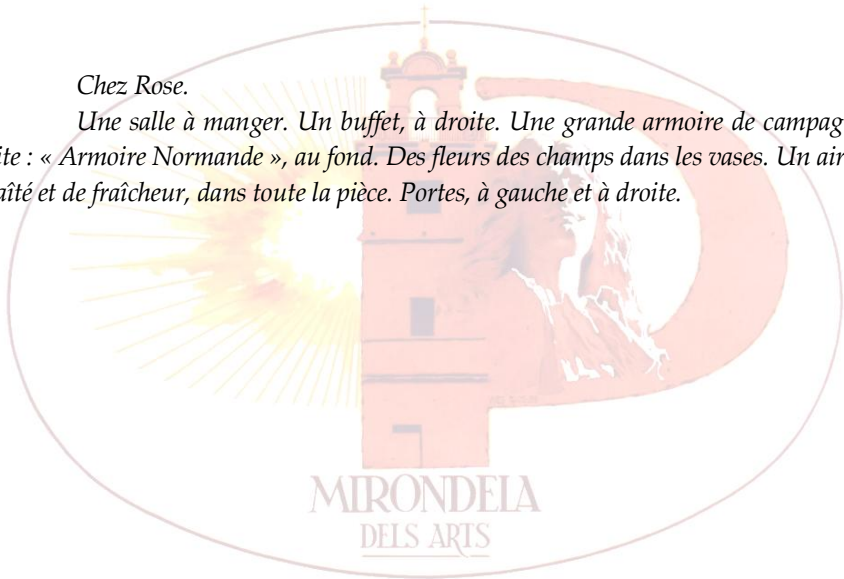 Chez Rose.
Une salle à manger. Un buffet, à droite. Une grande armoire de
ite : « Armoire Normande », au fond. Des fleurs des champs dans les vases. Un air
aîté et de fraîcheur, dans toute la pièce. Portes, à gauche et à droite.
MIRONDELA
DELS ARTS